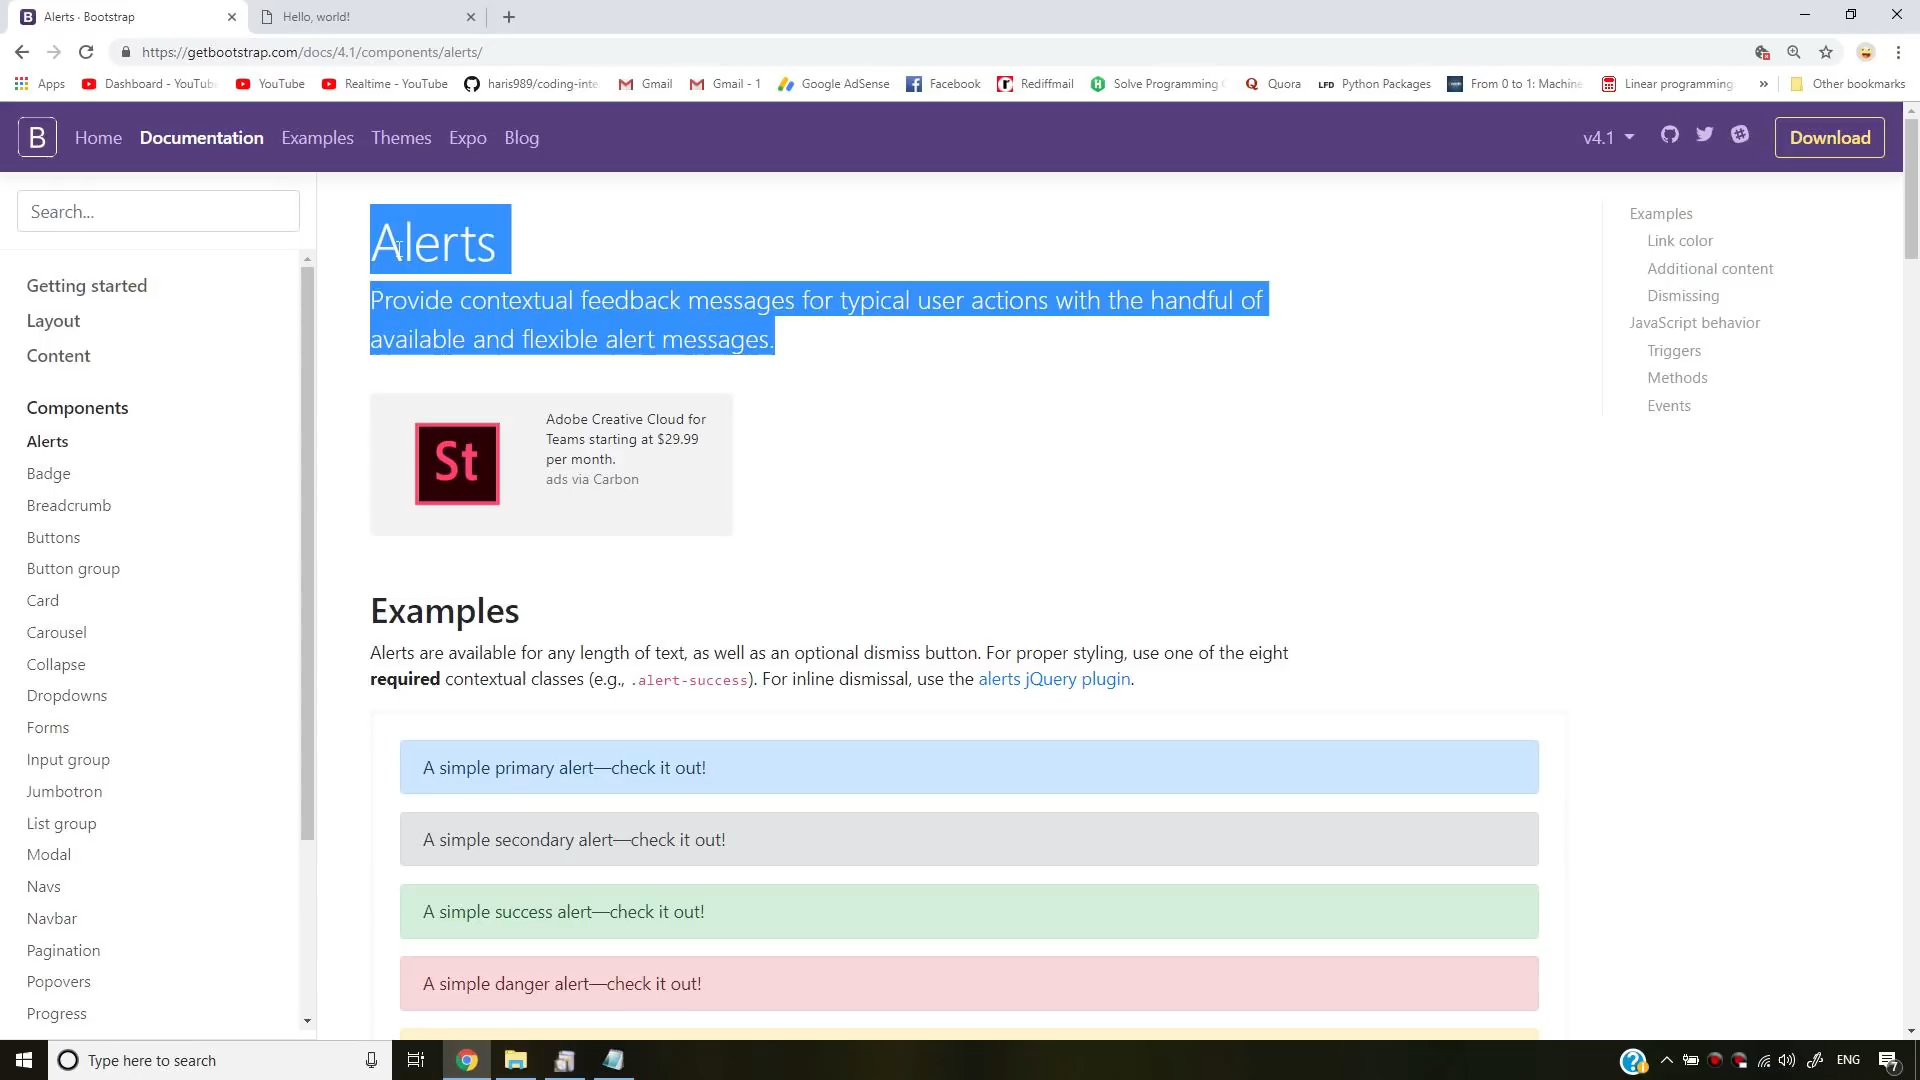 Alerts · Bootstrap
Hello, world!
https://getbootstrap.com/docs/4.1/components/alerts/
Apps
Dashboard - YouTub
YouTube
Realtime - YouTube
haris989/coding-inte
Gmail
Gmail - 1
Google AdSense
Facebook
Rediffmail
Solve Programming
Quora
LFD Python Packages
From 0 to 1: Machine
Linear programming
»
Other bookmarks
B
Home
Documentation
Examples
Themes
Expo
Blog
v4.1
Download
Search...
Getting started
Layout
Content
Components
Alerts
Badge
Breadcrumb
Buttons
Button group
Card
Carousel
Collapse
Dropdowns
Forms
Input group
Jumbotron
List group
Modal
Navs
Navbar
Pagination
Popovers
Progress
Alerts
Provide contextual feedback messages for typical user actions with the handful of
available and flexible alert messages.
St
Adobe Creative Cloud for
Teams starting at $29.99
per month.
ads via Carbon
Examples
Alerts are available for any length of text, as well as an optional dismiss button. For proper styling, use one of the eight
required contextual classes (e.g., .alert-success). For inline dismissal, use the alerts jQuery plugin.
A simple primary alert—check it out!
A simple secondary alert—check it out!
A simple success alert—check it out!
A simple danger alert—check it out!
Examples
Link color
Additional content
Dismissing
JavaScript behavior
Triggers
Methods
Events
Type here to search
ENG
7